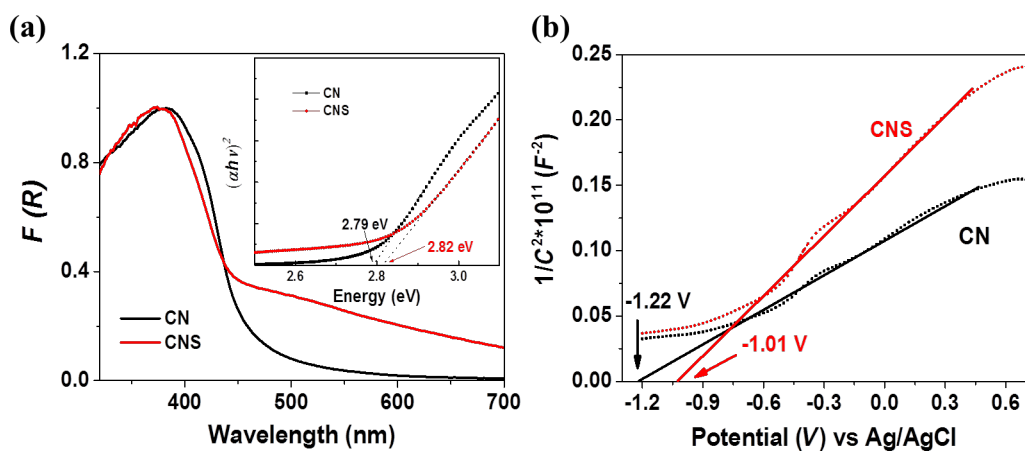 (a)
1.2
0.8
0.4
0.0
F (R)
400
500
600
700
Wavelength (nm)
CN
CNS
CN
CNS
(αhν)²
2.79 eV
2.82 eV
2.6
2.8
3.0
Energy (eV)
(b)
0.25
0.20
0.15
0.10
0.05
0.00
1/C²*10¹¹ (F⁻²)
CNS
CN
-1.22 V
-1.01 V
-1.2
-0.9
-0.6
-0.3
0.0
0.3
0.6
Potential (V) vs Ag/AgCl